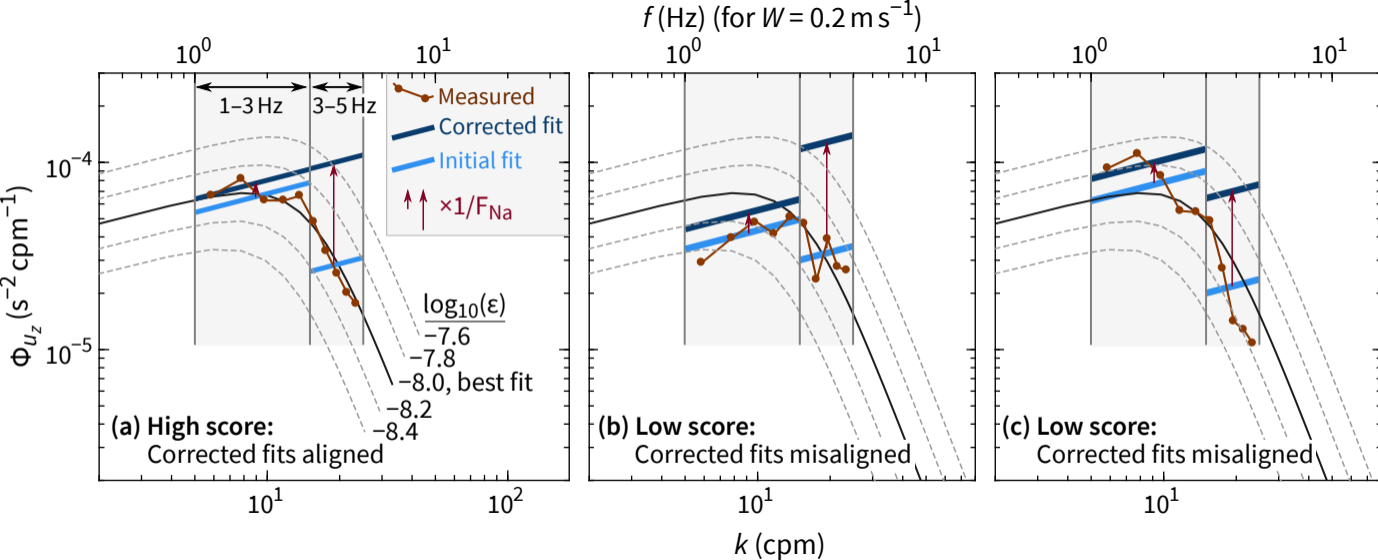 f (Hz) (for W = 0.2 m s⁻¹)
10⁰ 10¹ 10⁰ 10¹ 10⁰ 10¹
1–3 Hz 3–5 Hz
Measured
Corrected fit
Initial fit
×1/F_Na
10⁻⁴
10⁻⁵
Φ_{u_z} (s⁻² cpm⁻¹)
log₁₀(ε)
−7.6
−7.8
−8.0, best fit
−8.2
−8.4
(a) High score:
Corrected fits aligned
(b) Low score:
Corrected fits misaligned
(c) Low score:
Corrected fits misaligned
10¹ 10² 10¹ 10¹
k (cpm)